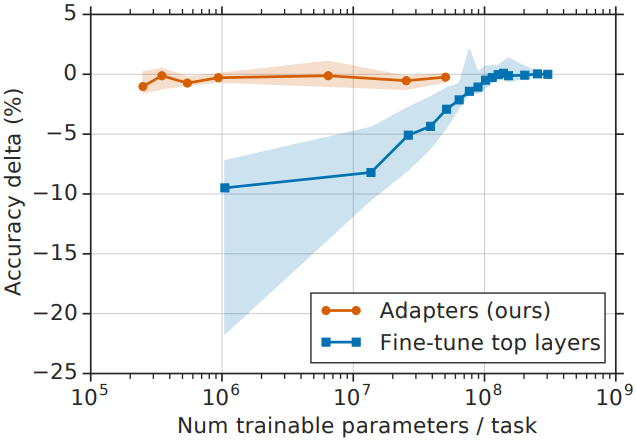 5
0
−5
−10
−15
−20
−25
Accuracy delta (%)
Adapters (ours)
Fine-tune top layers
10^5 10^6 10^7 10^8 10^9
Num trainable parameters / task